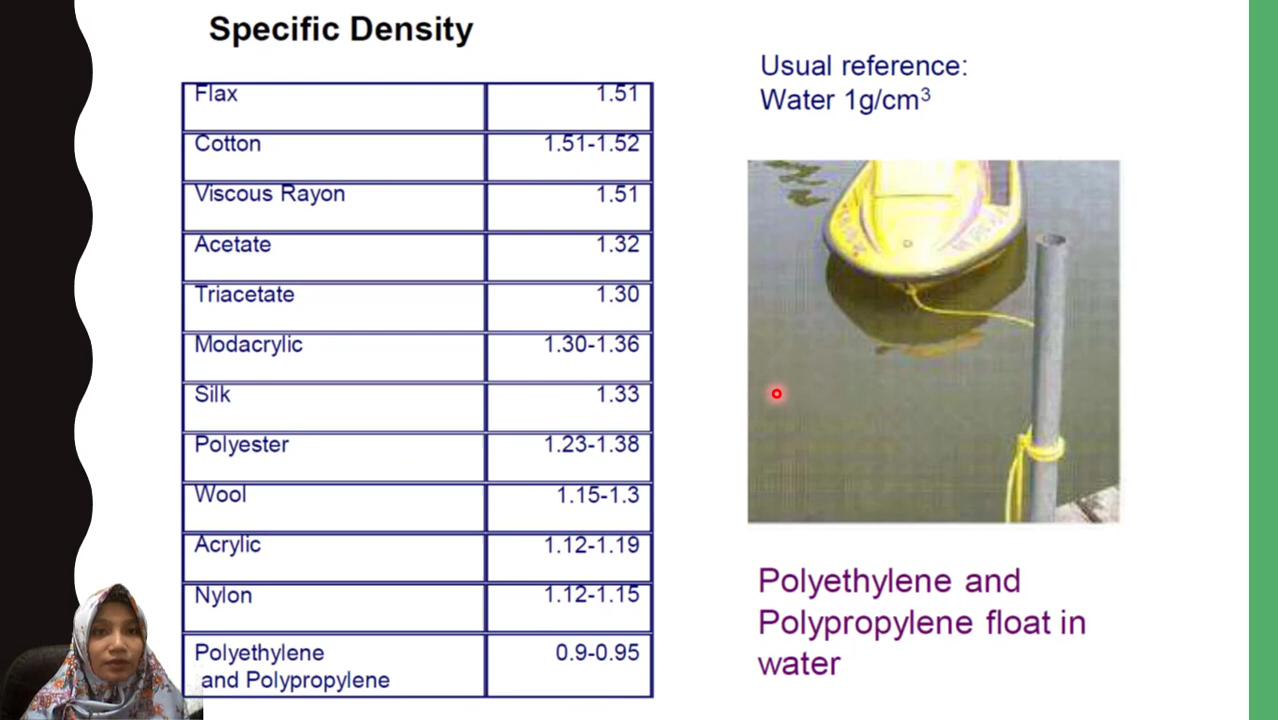 Specific Density
Flax 1.51
Cotton 1.51-1.52
Viscous Rayon 1.51
Acetate 1.32
Triacetate 1.30
Modacrylic 1.30-1.36
Silk 1.33
Polyester 1.23-1.38
Wool 1.15-1.3
Acrylic 1.12-1.19
Nylon 1.12-1.15
Polyethylene 0.9-0.95
and Polypropylene
Usual reference:
Water 1g/cm³
Polyethylene and
Polypropylene float in
water